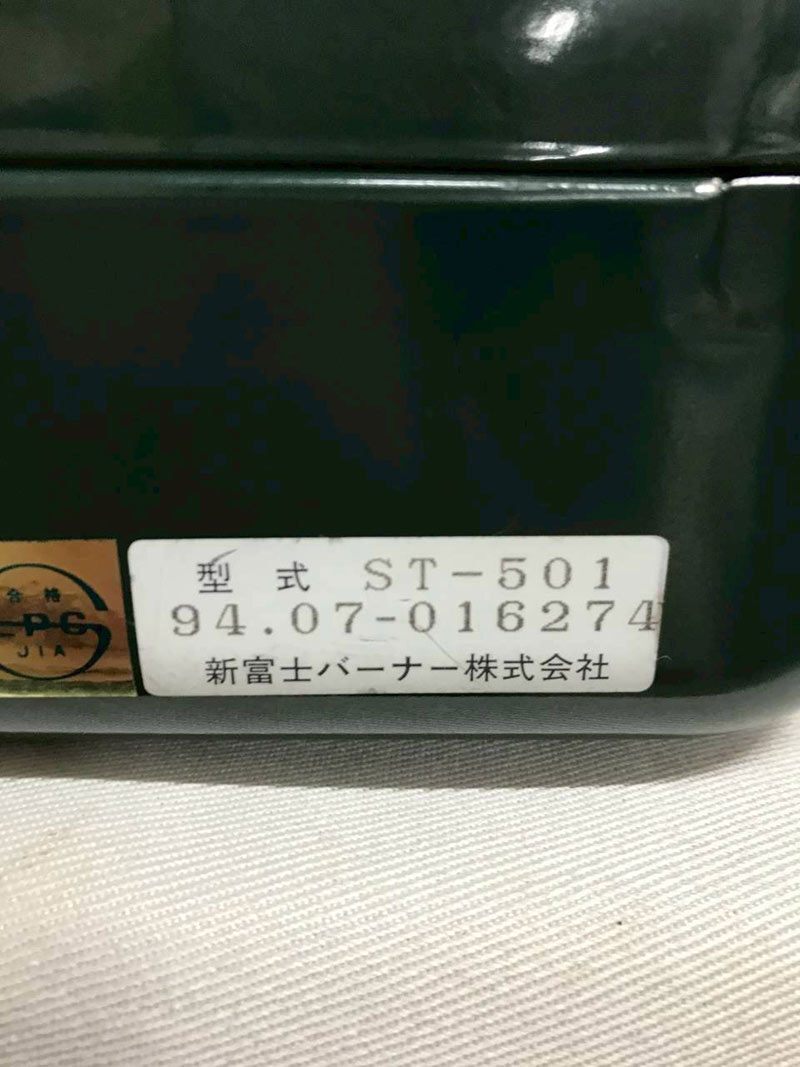 合格
PG
JIA
型式 ST-501
94.07-016274
新富士バーナー株式会社